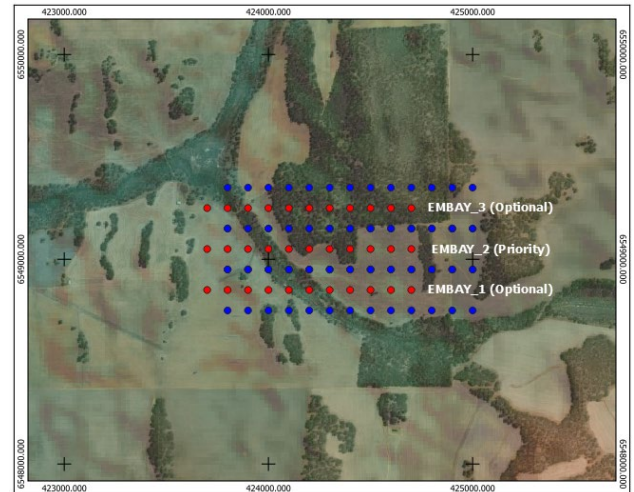 423000.000 424000.000 425000.000
6550000.000 6550000.000
EMBAY_3 (Optional)
EMBAY_2 (Priority)
6549000.000 6549000.000
EMBAY_1 (Optional)
6548000.000 6548000.000
423000.000 424000.000 425000.000